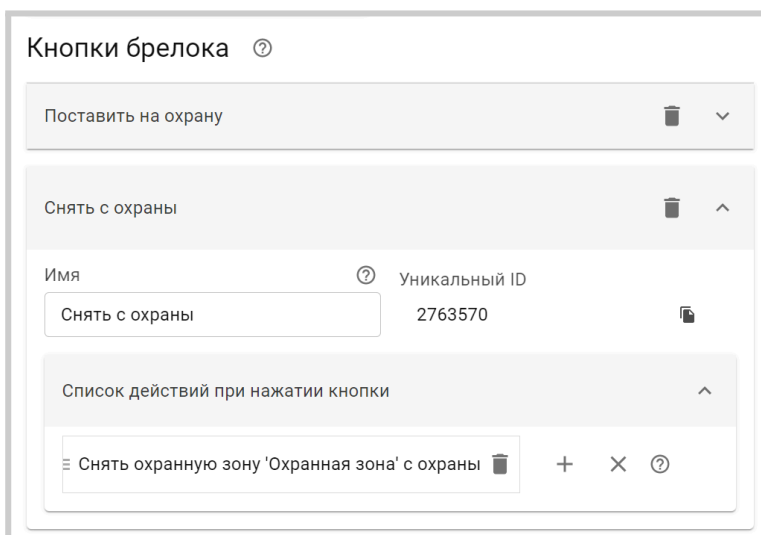 Кнопки брелока
Поставить на охрану
Снять с охраны
Имя
Уникальный ID
Снять с охраны
2763570
Список действий при нажатии кнопки
Снять охранную зону 'Охранная зона' с охраны